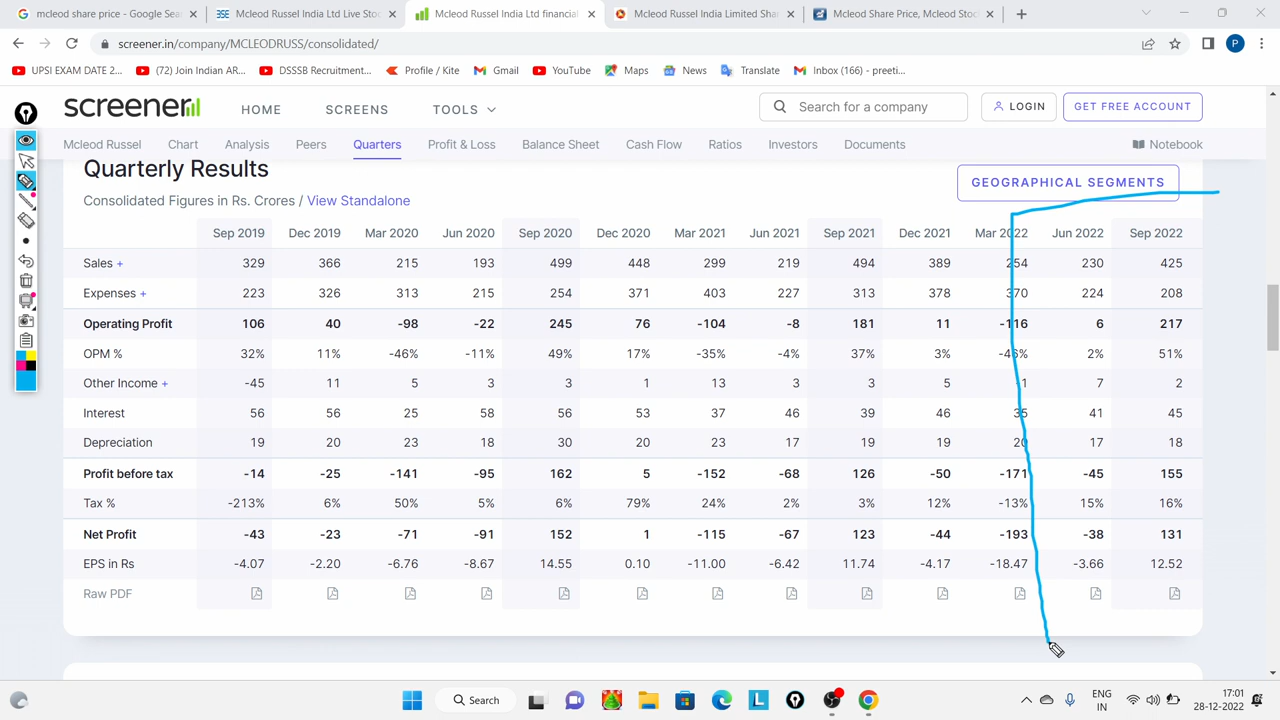 mcleod share price - Google Sea
Mcleod Russel India Ltd Live Stoc
Mcleod Russel India Ltd financial
Mcleod Russel India Limited Sha
Mcleod Share Price, Mcleod Stoc
screener.in/company/MCLEODRUSS/consolidated/
P
UPSI EXAM DATE 2... (72) Join Indian AR... DSSSB Recruitment... Profile / Kite Gmail YouTube Maps News Translate Inbox (166) - preeti...
screener
HOME SCREENS TOOLS Search for a company LOGIN GET FREE ACCOUNT
Mcleod Russel Chart Analysis Peers Quarters Profit & Loss Balance Sheet Cash Flow Ratios Investors Documents Notebook
Quarterly Results
GEOGRAPHICAL SEGMENTS
Consolidated Figures in Rs. Crores / View Standalone
Sep 2019 Dec 2019 Mar 2020 Jun 2020 Sep 2020 Dec 2020 Mar 2021 Jun 2021 Sep 2021 Dec 2021 Mar 2022 Jun 2022 Sep 2022
Sales + 329 366 215 193 499 448 299 219 494 389 254 230 425
Expenses + 223 326 313 215 254 371 403 227 313 378 370 224 208
Operating Profit 106 40 -98 -22 245 76 -104 -8 181 11 -116 6 217
OPM % 32% 11% -46% -11% 49% 17% -35% -4% 37% 3% -46% 2% 51%
Other Income + -45 11 5 3 3 1 13 3 3 5 7 2
Interest 56 56 25 58 56 53 37 46 39 46 35 41 45
Depreciation 19 20 23 18 30 20 23 17 19 19 20 17 18
Profit before tax -14 -25 -141 -95 162 5 -152 -68 126 -50 -171 -45 155
Tax % -213% 6% 50% 5% 6% 79% 24% 2% 3% 12% -13% 15% 16%
Net Profit -43 -23 -71 -91 152 1 -115 -67 123 -44 -193 -38 131
EPS in Rs -4.07 -2.20 -6.76 -8.67 14.55 0.10 -11.00 -6.42 11.74 -4.17 -18.47 -3.66 12.52
Raw PDF
Search
ENG
IN
17:01
28-12-2022